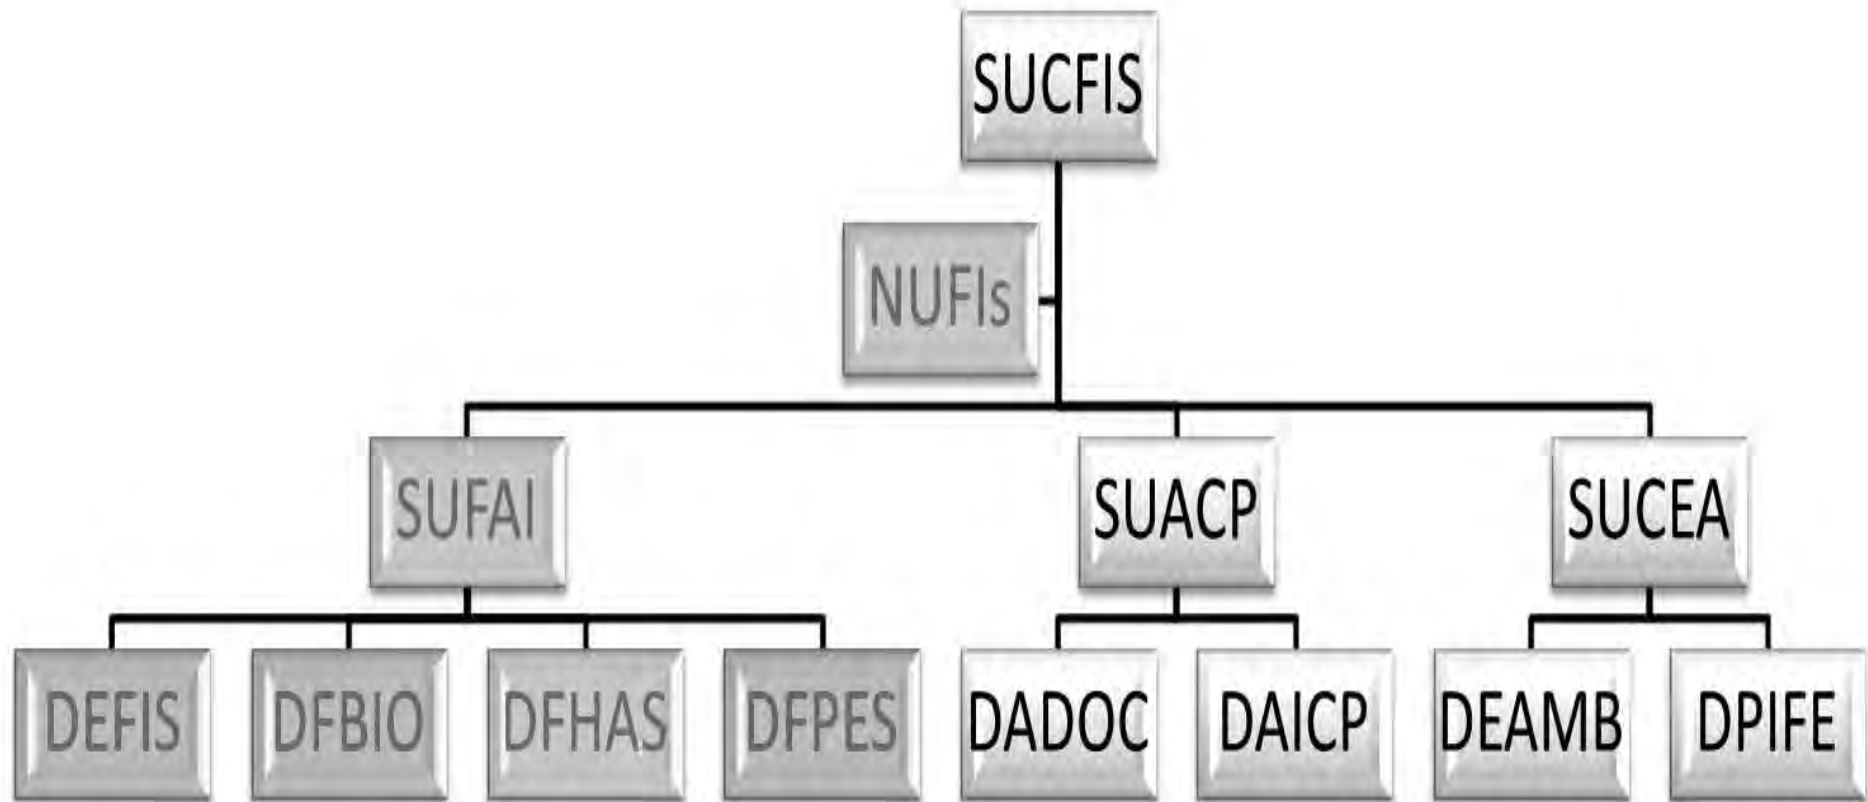 SUCFIS
NUFIs
SUFAI
SUACP
SUCEA
DEFIS
DFBIO
DFHAS
DFPES
DADOC
DAICP
DEAMB
DPIFE